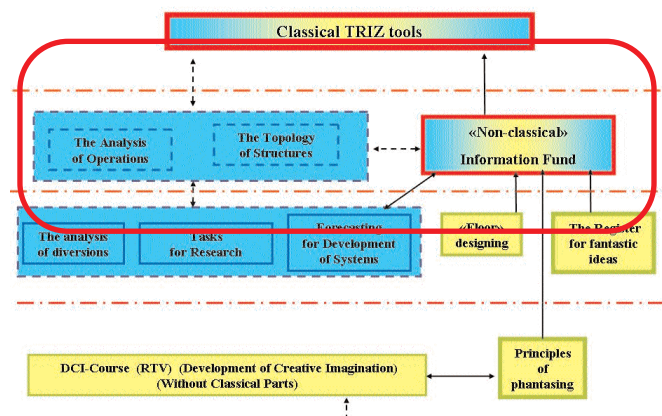 Classical TRIZ tools
The Analysis
of Operations
The Topology
of Structures
«Non-classical»
Information Fund
The analysis
of diversions
Tasks
for Research
Forecasting
for Development
of Systems
«Floor»
designing
The Register
for fantastic
ideas
DCI-Course (RTV) (Development of Creative Imagination)
(Without Classical Parts)
Principles
of
phantasing